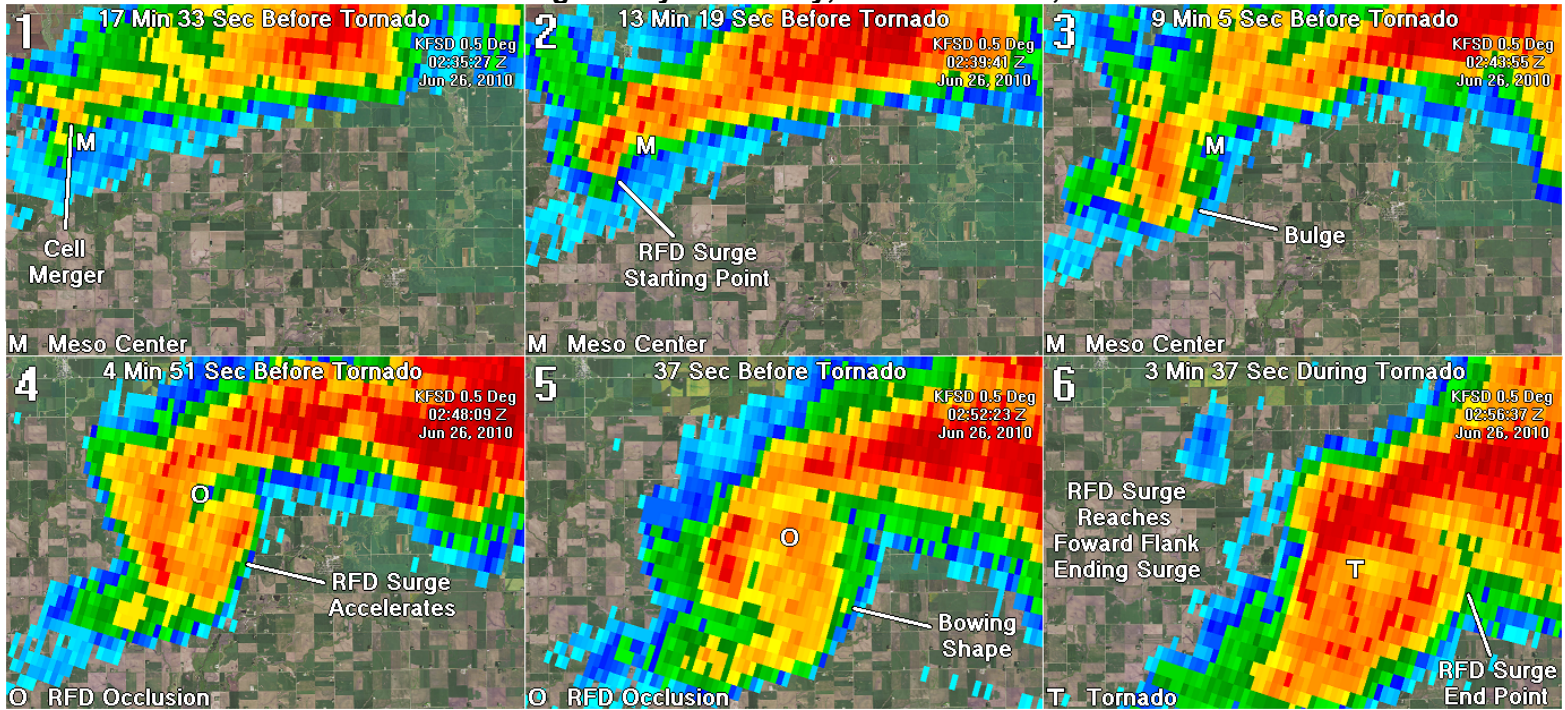 1
17 Min 33 Sec Before Tornado
KFSD 0.5 Deg
02:35:27 Z
Jun 26, 2010
M
Cell
Merger
M Meso Center
2
13 Min 19 Sec Before Tornado
KFSD 0.5 Deg
02:39:41 Z
Jun 26, 2010
M
RFD Surge
Starting Point
M Meso Center
3
9 Min 5 Sec Before Tornado
KFSD 0.5 Deg
02:43:55 Z
Jun 26, 2010
M
Bulge
M Meso Center
4
4 Min 51 Sec Before Tornado
KFSD 0.5 Deg
02:48:09 Z
Jun 26, 2010
O
RFD Surge
Accelerates
O RFD Occlusion
5
37 Sec Before Tornado
KFSD 0.5 Deg
02:52:23 Z
Jun 26, 2010
O
Bowing
Shape
O RFD Occlusion
6
3 Min 37 Sec During Tornado
KFSD 0.5 Deg
02:56:37 Z
Jun 26, 2010
RFD Surge
Reaches
Foward Flank
Ending Surge
T
RFD Surge
End Point
T Tornado